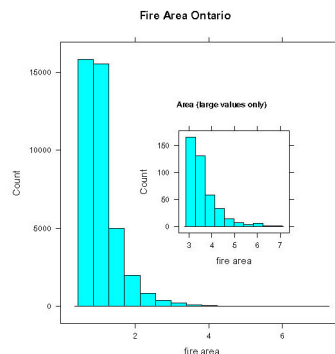 Fire Area Ontario
15000
10000
5000
0
Count
2 4 6
fire area
Area (large values only)
150
100
50
0
Count
3 4 5 6 7
fire area